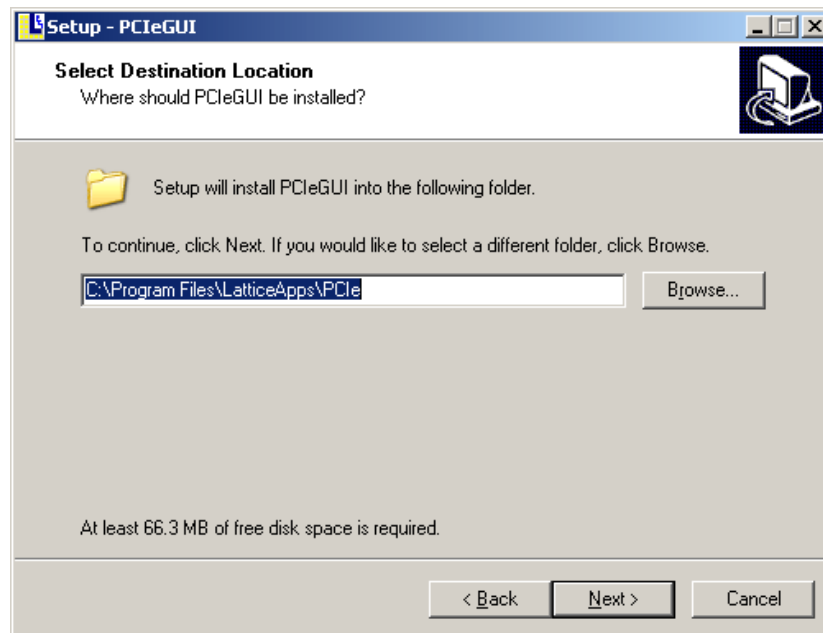 Setup - PCIeGUI
Select Destination Location
Where should PCIeGUI be installed?
Setup will install PCIeGUI into the following folder.
To continue, click Next. If you would like to select a different folder, click Browse.
C:\Program Files\LatticeApps\PCIe
Browse...
At least 66.3 MB of free disk space is required.
< Back
Next >
Cancel